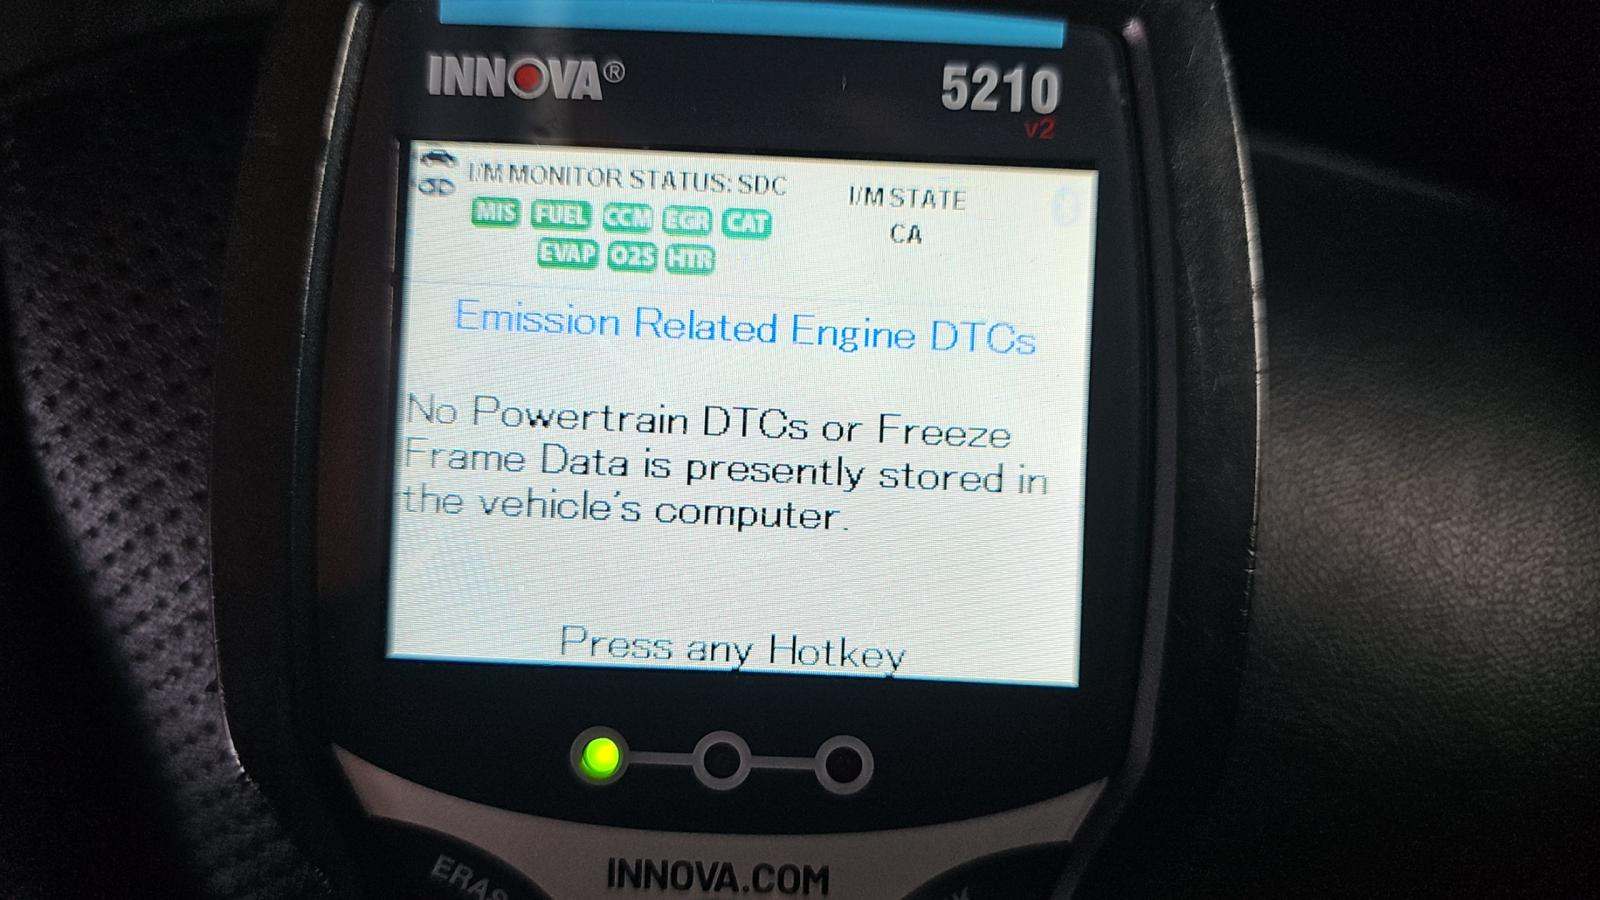 INNOVA®
5210
v2
I/M MONITOR STATUS: SDC
I/M STATE
MIS FUEL CCM EGR CAT
CA
EVAP O2S HTR
Emission Related Engine DTCs
No Powertrain DTCs or Freeze
Frame Data is presently stored in
the vehicle's computer.
Press any Hotkey
INNOVA.COM
ERAS